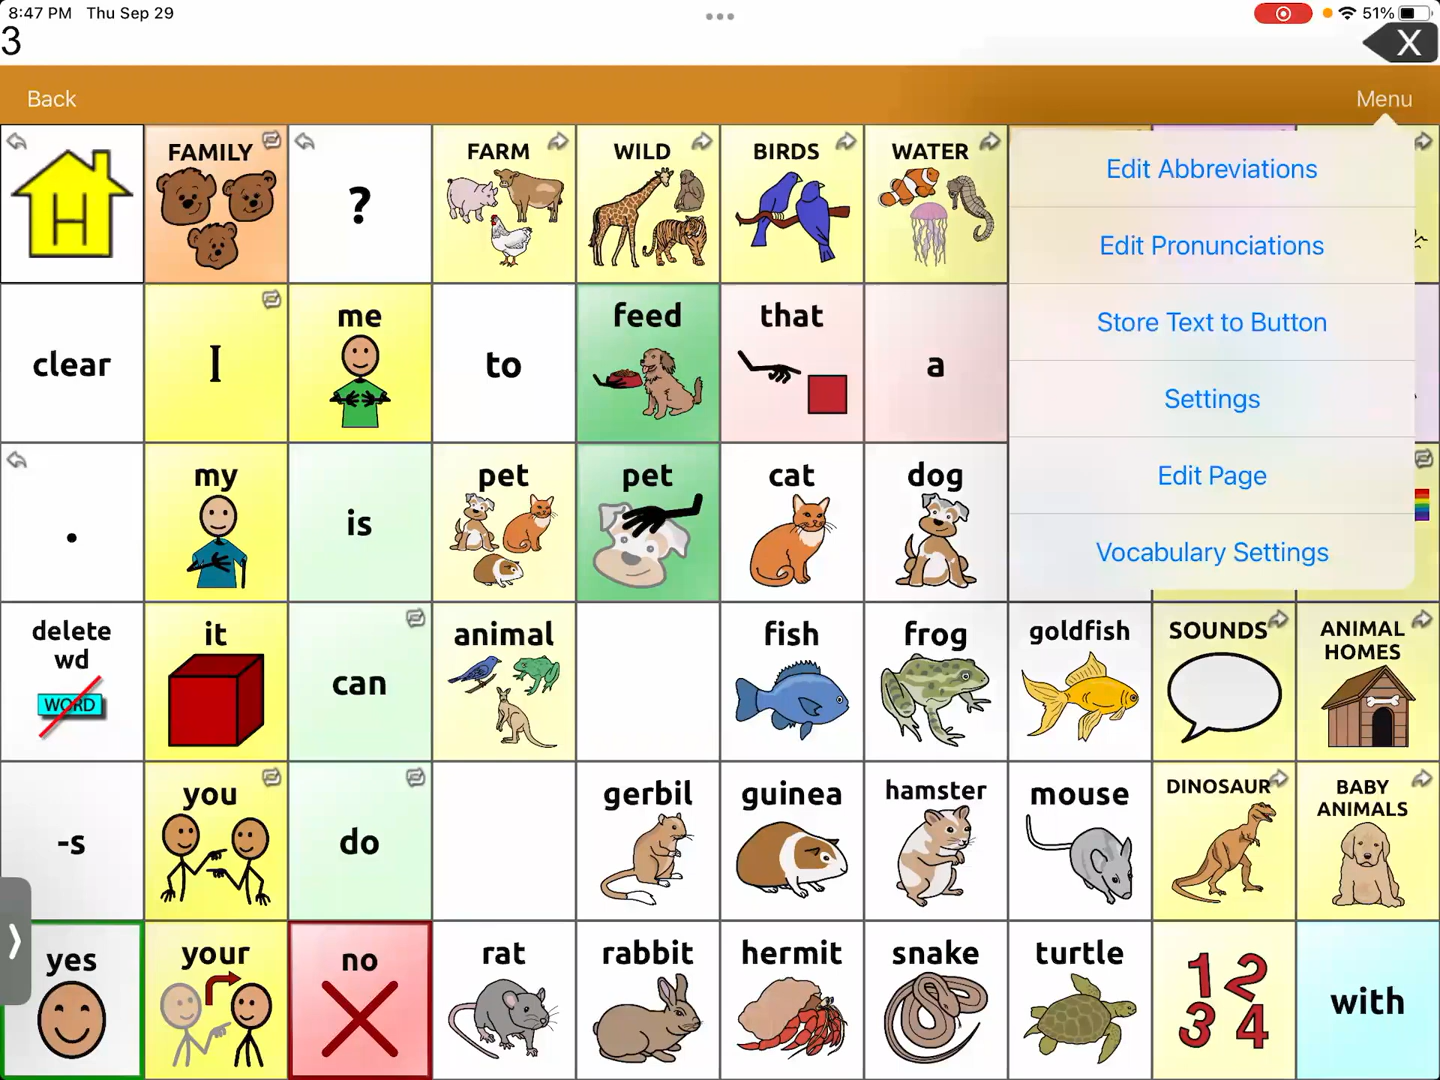 8:47 PM Thu Sep 29
51%
3
X
Back
Menu
FAMILY
?
FARM
WILD
BIRDS
WATER
Edit Abbreviations
Edit Pronunciations
Store Text to Button
Settings
Edit Page
Vocabulary Settings
H
clear
I
me
to
feed
that
a
.
my
is
pet
pet
cat
dog
delete
wd
WORD
it
can
animal
fish
frog
goldfish
SOUNDS
ANIMAL
HOMES
-s
you
do
gerbil
guinea
hamster
mouse
DINOSAUR
BABY
ANIMALS
yes
your
no
rat
rabbit
hermit
snake
turtle
1 2
3 4
with